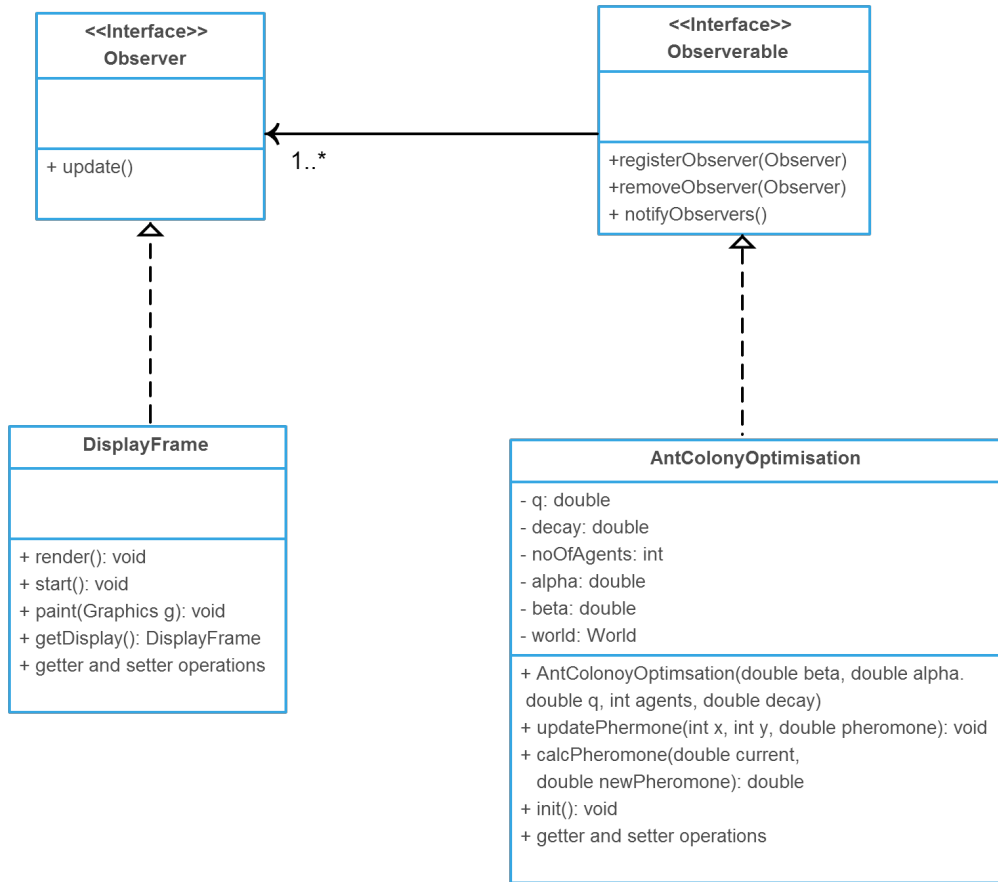 <<Interface>>
Observer
+ update()
1..*
<<Interface>>
Observerable
+registerObserver(Observer)
+removeObserver(Observer)
+ notifyObservers()
DisplayFrame
+ render(): void
+ start(): void
+ paint(Graphics g): void
+ getDisplay(): DisplayFrame
+ getter and setter operations
AntColonyOptimisation
- q: double
- decay: double
- noOfAgents: int
- alpha: double
- beta: double
- world: World
+ AntColonoyOptimsation(double beta, double alpha.
double q, int agents, double decay)
+ updatePhermone(int x, int y, double pheromone): void
+ calcPheromone(double current,
double newPheromone): double
+ init(): void
+ getter and setter operations